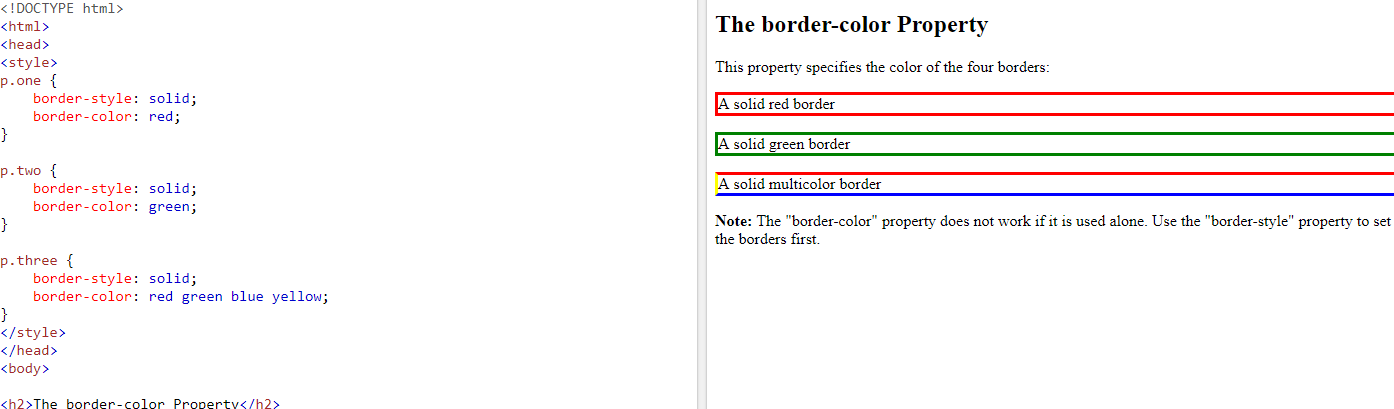 <!DOCTYPE html>
<html>
<head>
<style>
p.one {
    border-style: solid;
    border-color: red;
}

p.two {
    border-style: solid;
    border-color: green;
}

p.three {
    border-style: solid;
    border-color: red green blue yellow;
}
</style>
</head>
<body>

<h2>The border-color Property</h2>
The border-color Property
This property specifies the color of the four borders:
A solid red border
A solid green border
A solid multicolor border
Note: The "border-color" property does not work if it is used alone. Use the "border-style" property to set
the borders first.